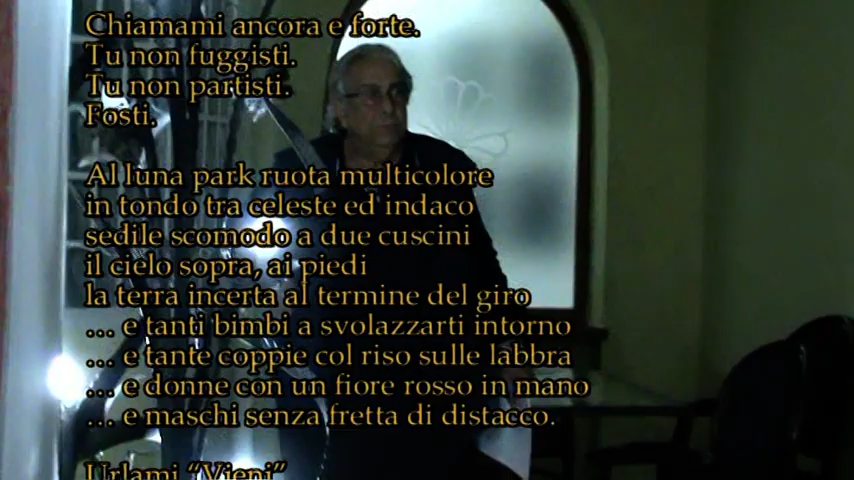 Chiamami ancora e forte.
Tu non fuggisti.
Tu non partisti.
Fosti.
Al luna park ruota multicolore
in tondo tra celeste ed indaco
sedile scomodo a due cuscini
il cielo sopra, ai piedi
la terra incerta al termine del giro
... e tanti bimbi a svolazzarti intorno
... e tante coppie col riso sulle labbra
... e donne con un fiore rosso in mano
... e maschi senza fretta di distacco.
Urlami “Vieni”